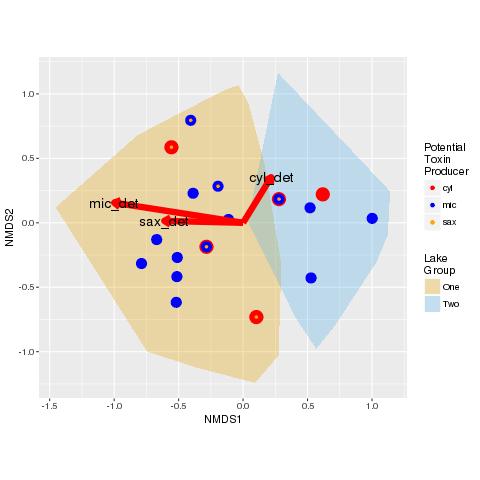 1.0
0.5
0.0
-0.5
-1.0
NMDS2
-1.5 -1.0 -0.5 0.0 0.5 1.0
NMDS1
cyl_det
mic_det
sax_det
Potential
Toxin
Producer
cyl
mic
sax
Lake
Group
One
Two